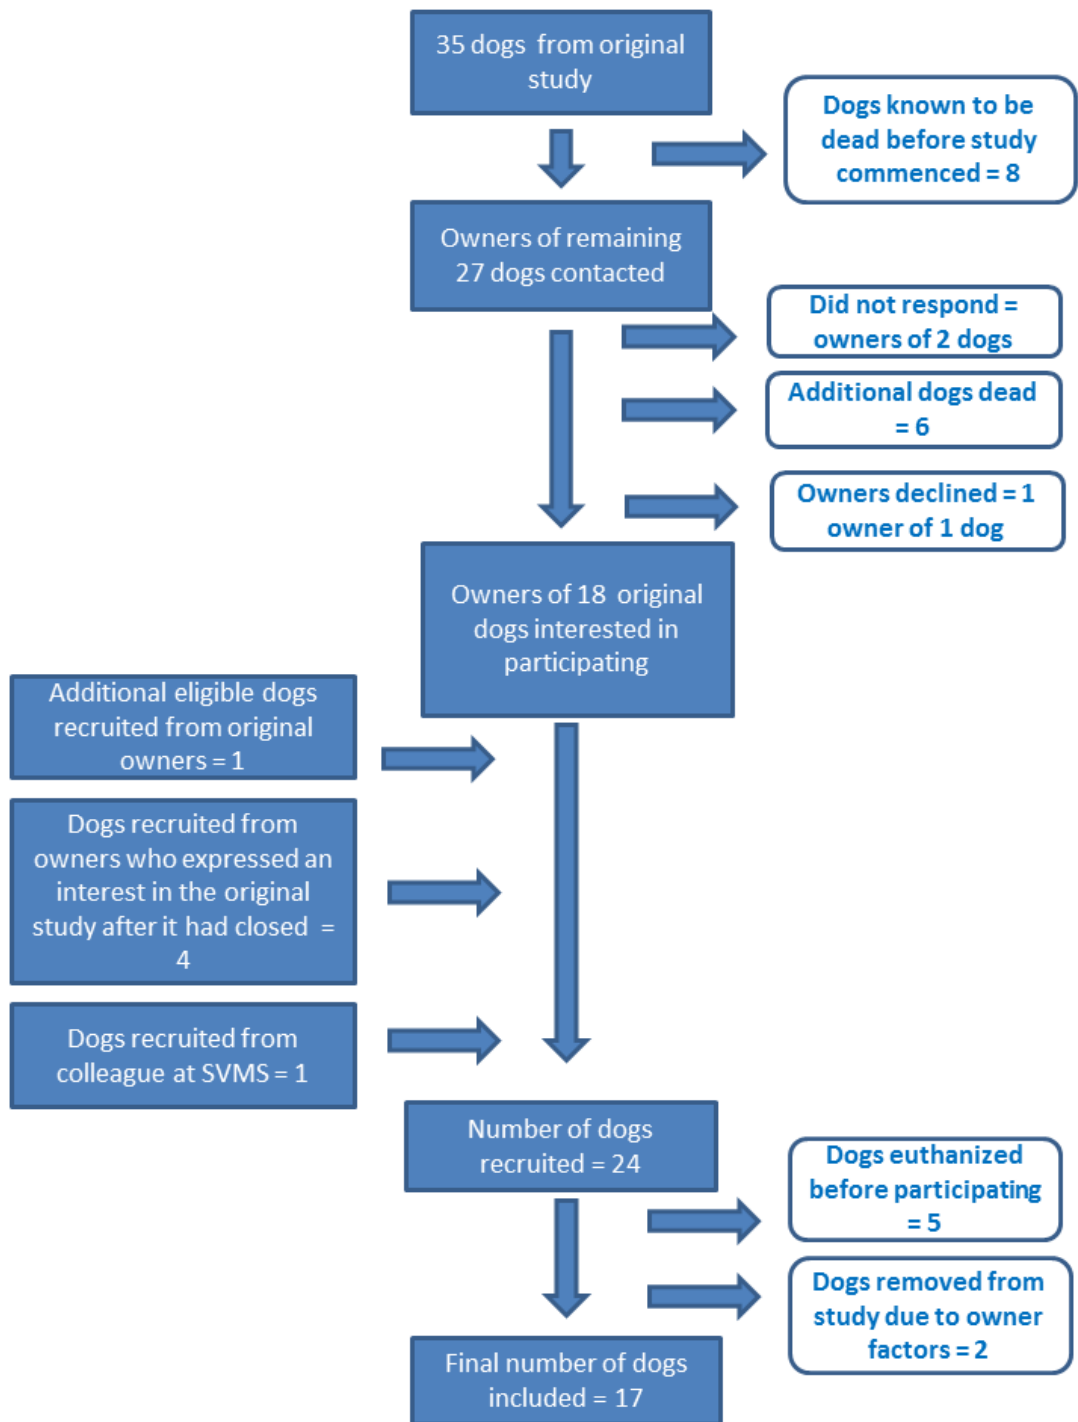 35 dogs from original
study
Dogs known to be
dead before study
commenced = 8
Owners of remaining
27 dogs contacted
Did not respond =
owners of 2 dogs
Additional dogs dead
= 6
Owners declined = 1
owner of 1 dog
Owners of 18 original
dogs interested in
participating
Additional eligible dogs
recruited from original
owners = 1
Dogs recruited from
owners who expressed an
interest in the original
study after it had closed =
4
Dogs recruited from
colleague at SVMS = 1
Number of dogs
recruited = 24
Dogs euthanized
before participating
= 5
Dogs removed from
study due to owner
factors = 2
Final number of dogs
included = 17